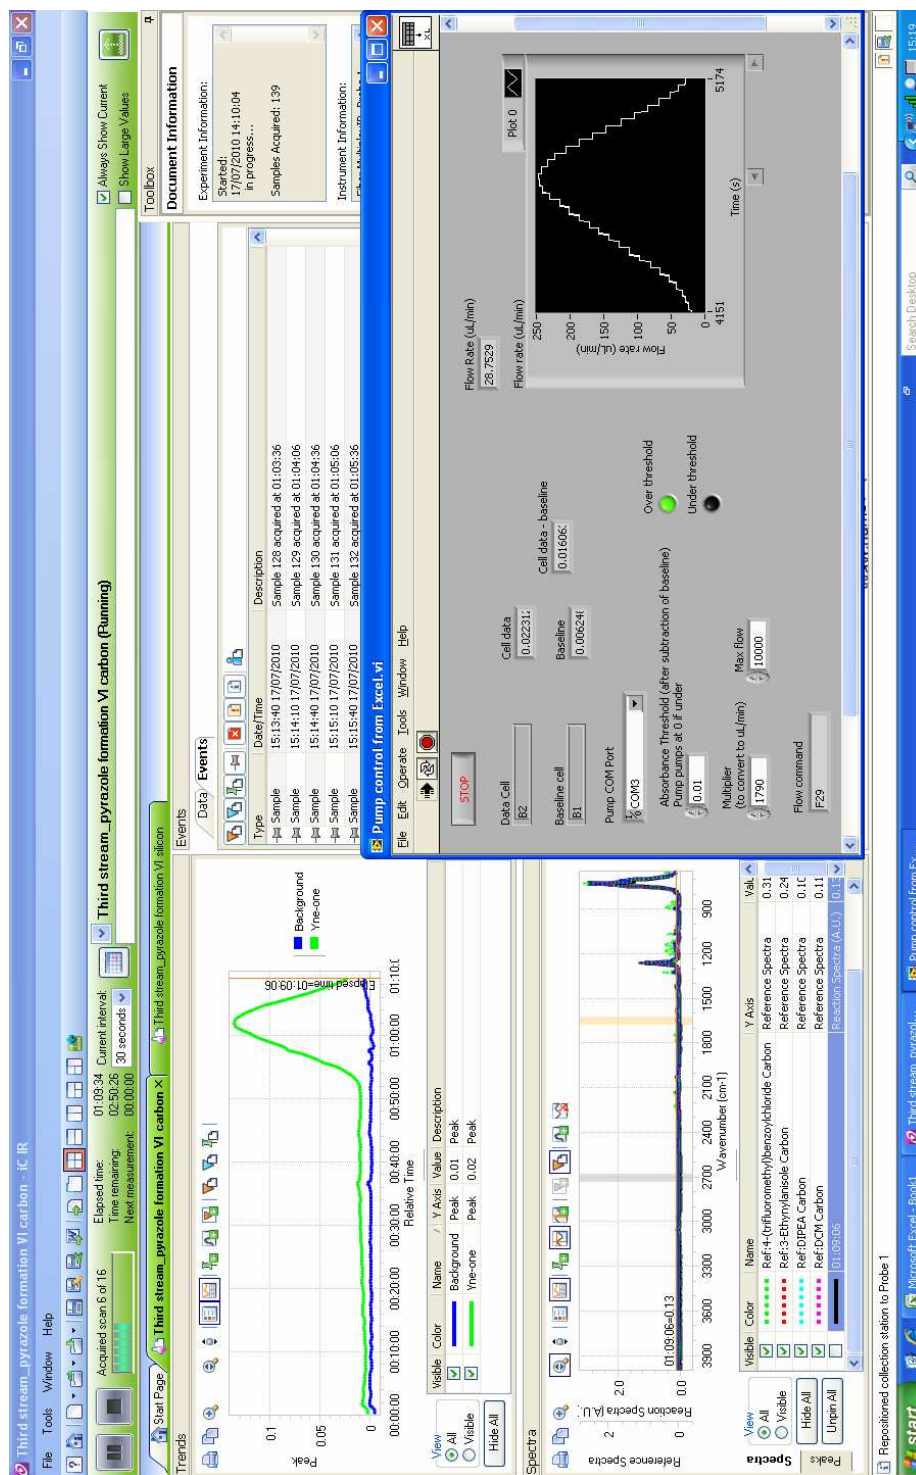 Third stream_pyrazole formation VI carbon - iC IR
File Tools Window Help
Acquired scan 6 of 16
Elapsed time: 01:09:34
Time remaining: 02:50:26
Next measurement: 00:00:00
Current interval:
30 seconds
Third stream_pyrazole formation VI carbon (Running)
Always Show Current
Show Large Values
Start Page
Third stream_pyrazole formation VI carbon
Third stream_pyrazole formation VI silicon
Trends
Peak
0.1
0.05
0
00:00:00
00:10:00
00:20:00
00:30:00
00:40:00
00:50:00
01:00:00
Relative Time
Elapsed time=01:09:06
Background
Yne-one
Visible Color Name Y Axis Value Description
Background Peak 0.01 Peak
Yne-one Peak 0.02 Peak
View
All
Visible
Hide All
Events
Data Events
Type Date/Time Description
Sample 15:13:40 17/07/2010 Sample 128 acquired at 01:03:36
Sample 15:14:10 17/07/2010 Sample 129 acquired at 01:04:06
Sample 15:14:40 17/07/2010 Sample 130 acquired at 01:04:36
Sample 15:15:10 17/07/2010 Sample 131 acquired at 01:05:06
Sample 15:15:40 17/07/2010 Sample 132 acquired at 01:05:36
Toolbox
Document Information
Experiment Information:
Started:
17/07/2010 14:10:04
in progress...
Samples Acquired: 139
Instrument Information:
Spectra
Reference Spectra
2
0
Reaction Spectra (A.U.)
2.0
0.0
01:09:06=0.13
3900 3600 3300 3000 2700 2400 2100 1800 1500 1200 900
Wavenumber (cm-1)
Visible Color Name Y Axis Valu
Ref:4-(trifluoromethyl)benzoylchloride Carbon Reference Spectra 0.31
Ref:3-Ethynylanisole Carbon Reference Spectra 0.24
Ref:DIPEA Carbon Reference Spectra 0.10
Ref:DCM Carbon Reference Spectra 0.11
01:09:06 Reaction Spectra (A.U.) 0.13
View
All
Visible
Hide All
Unpin All
Spectra
Peaks
Pump control from Excel.vi
File Edit Operate Tools Window Help
XL
STOP
Data Cell
B2
Cell data
0.02231
Baseline cell
B1
Baseline
0.00624
Cell data - baseline
0.01606
Pump COM Port
COM3
Absorbance Threshold (after subtraction of baseline)
Pump pumps at 0 if under
0.01
Over threshold
Under threshold
Multiplier
(to convert to uL/min)
1790
Max flow
10000
Flow command
F29
Flow Rate (uL/min)
28.7529
Flow rate (uL/min)
Plot 0
Flow rate (uL/min)
250
200
150
100
50
0
4151
5174
Time (s)
Repositioned collection station to Probe 1
start
Microsoft Excel - Book1
Third stream_pyrazol...
Pump control from Ex...
Search Desktop
15:19